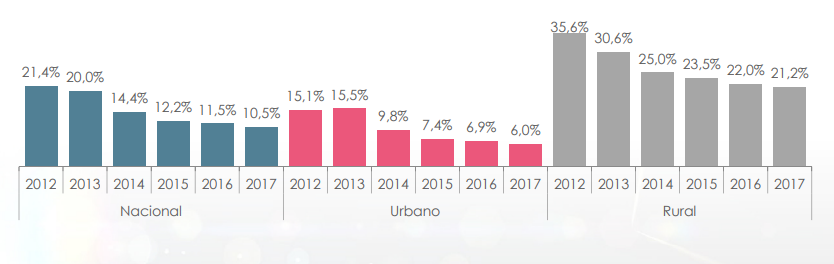 35,6%
30,6%
21,4% 20,0% 25,0% 23,5% 22,0% 21,2%
14,4% 12,2% 11,5% 10,5% 15,1% 15,5%
9,8% 7,4% 6,9% 6,0%
2012 2013 2014 2015 2016 2017 2012 2013 2014 2015 2016 2017 2012 2013 2014 2015 2016 2017
Nacional Urbano Rural